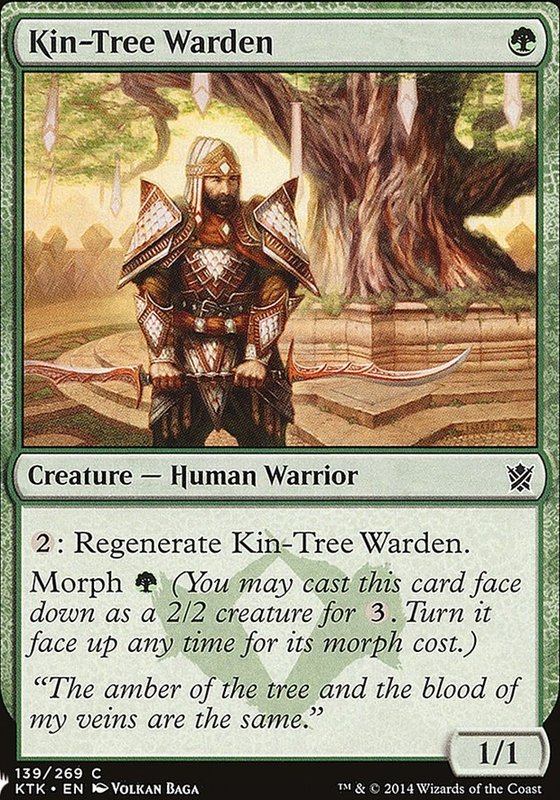 Kin-Tree Warden
Creature — Human Warrior
2: Regenerate Kin-Tree Warden.
Morph (You may cast this card face
down as a 2/2 creature for 3. Turn it
face up any time for its morph cost.)
“The amber of the tree and the blood of
my veins are the same.”
1/1
139/269 C
KTK • EN VOLKAN BAGA
™ & © 2014 Wizards of the Coast